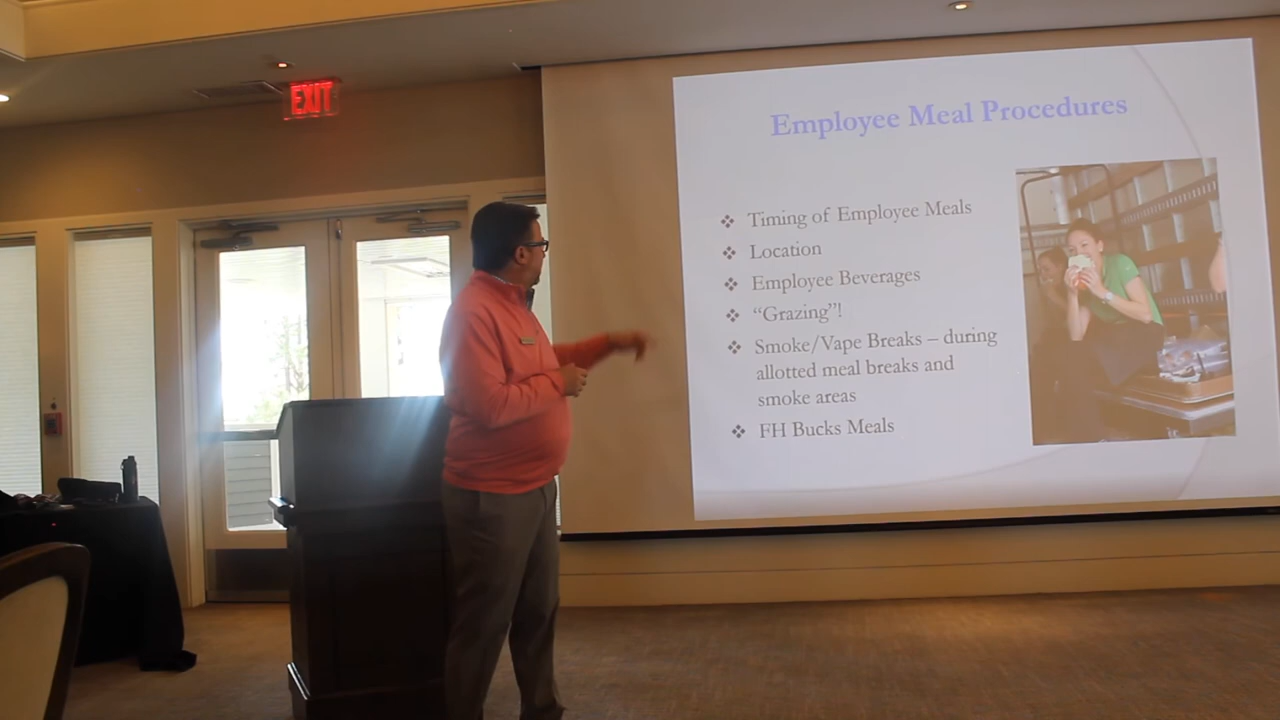 EXIT
Employee Meal Procedures
Timing of Employee Meals
Location
Employee Beverages
“Grazing”!
Smoke/Vape Breaks – during
allotted meal breaks and
smoke areas
FH Bucks Meals